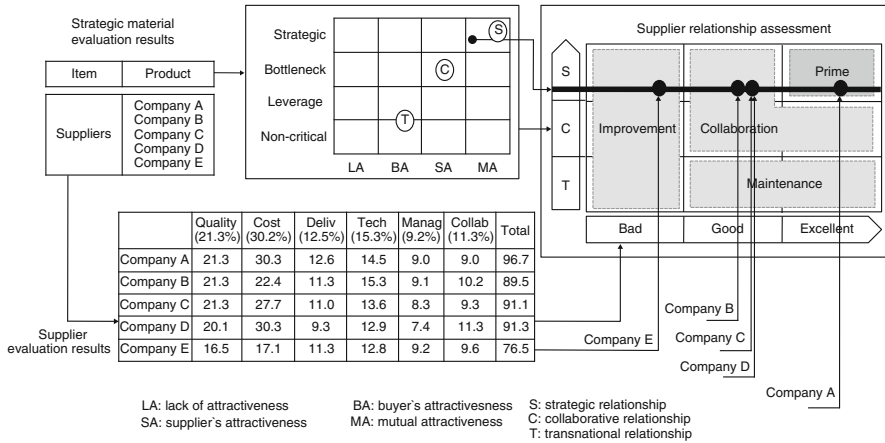 Strategic material
evaluation results
Item Product
Suppliers
Company A
Company B
Company C
Company D
Company E
Strategic
Bottleneck
Leverage
Non-critical
S
C
T
LA BA SA MA
Supplier relationship assessment
S
C
T
Prime
Improvement
Collaboration
Maintenance
Bad Good Excellent
Quality (21.3%) Cost (30.2%) Deliv (12.5%) Tech (15.3%) Manag (9.2%) Collab (11.3%) Total
Company A 21.3 30.3 12.6 14.5 9.0 9.0 96.7
Company B 21.3 22.4 11.3 15.3 9.1 10.2 89.5
Company C 21.3 27.7 11.0 13.6 8.3 9.3 91.1
Company D 20.1 30.3 9.3 12.9 7.4 11.3 91.3
Company E 16.5 17.1 11.3 12.8 9.2 9.6 76.5
Supplier
evaluation results
Company E
Company B
Company C
Company D
Company A
LA: lack of attractiveness
SA: supplier`s attractiveness
BA: buyer`s attractivesness
MA: mutual attractiveness
S: strategic relationship
C: collaborative relationship
T: transnational relationship